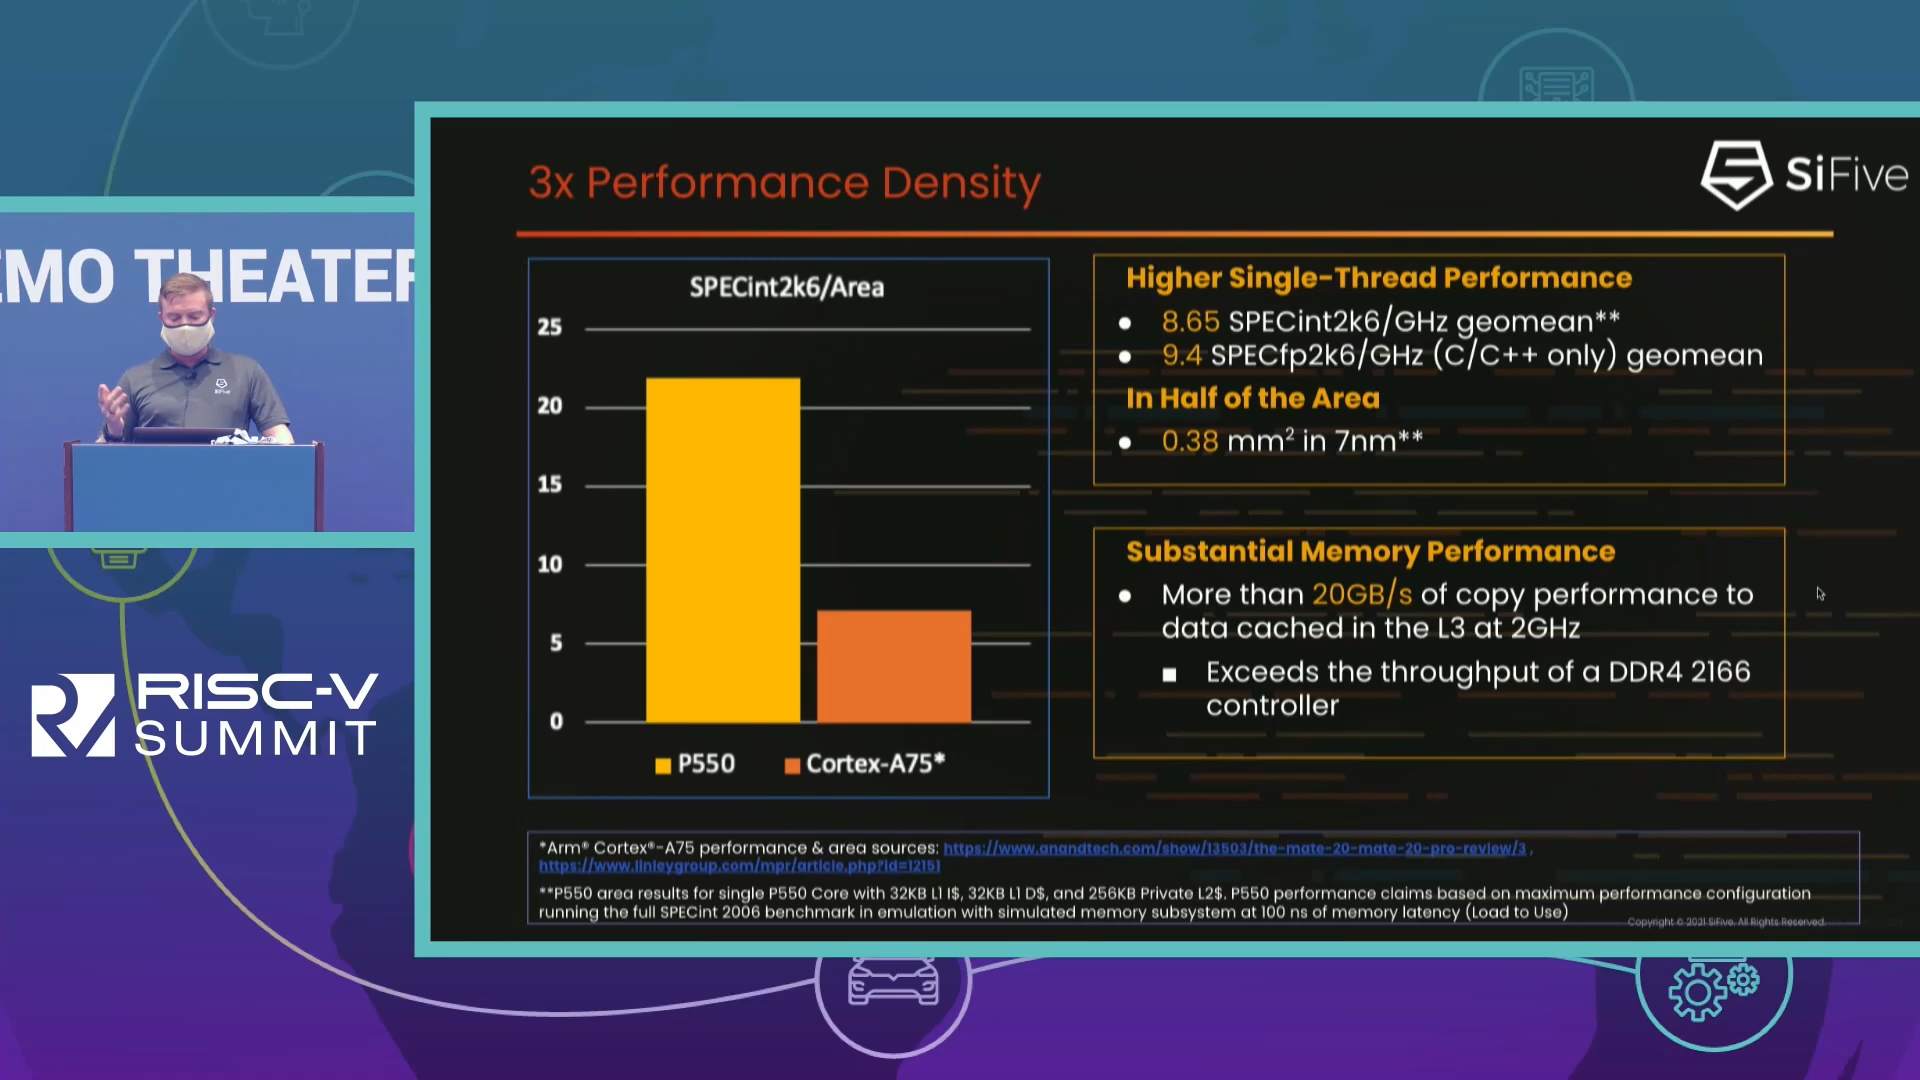 EMO THEATER
SiFive
RISC-V
SUMMIT
3x Performance Density
SiFive
SPECint2k6/Area
25
20
15
10
5
0
P550 Cortex-A75*
Higher Single-Thread Performance
● 8.65 SPECint2k6/GHz geomean**
● 9.4 SPECfp2k6/GHz (C/C++ only) geomean
In Half of the Area
● 0.38 mm² in 7nm**
Substantial Memory Performance
● More than 20GB/s of copy performance to
data cached in the L3 at 2GHz
■ Exceeds the throughput of a DDR4 2166
controller
*Arm® Cortex®-A75 performance & area sources: https://www.anandtech.com/show/13503/the-mate-20-mate-20-pro-review/3 ,
https://www.linleygroup.com/mpr/article.php?id=12151
**P550 area results for single P550 Core with 32KB L1 I$, 32KB L1 D$, and 256KB Private L2$. P550 performance claims based on maximum performance configuration
running the full SPECint 2006 benchmark in emulation with simulated memory subsystem at 100 ns of memory latency (Load to Use)
Copyright © 2021 SiFive. All Rights Reserved.